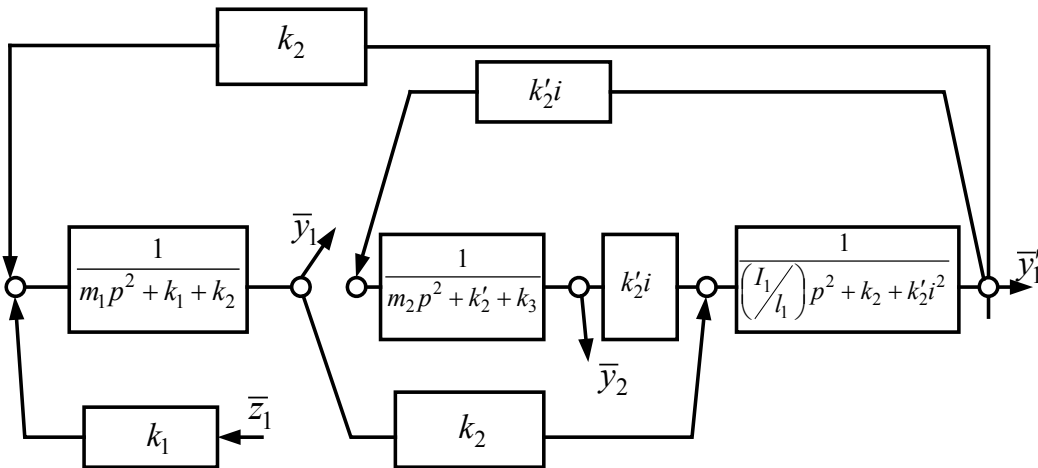 k₂
k′₂i
ȳ₁
1
m₁p² + k₁ + k₂
1
m₂p² + k′₂ + k₃
k′₂i
1
(I₁/l₁)p² + k₂ + k′₂i²
ȳ₁′
ȳ₂
z̄₁
k₁
k₂